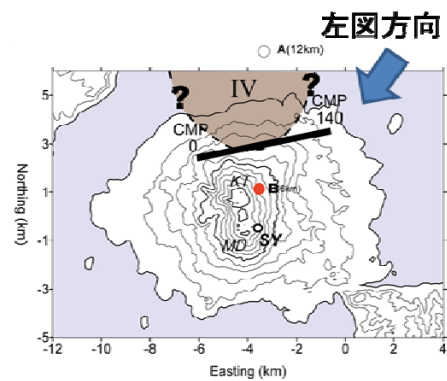 左図方向
A(12km)
IV
? ?
CMP
140
CMP
0
KT
B(6km)
SY
MD
Northing (km)
5
3
1
-1
-3
-5
-12 -10 -8 -6 -4 -2 0 2 4
Easting (km)